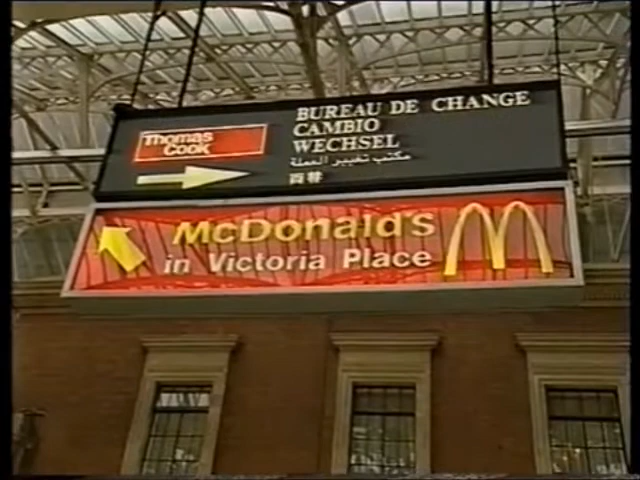 Thomas
Cook
BUREAU DE CHANGE
CAMBIO
WECHSEL
مكتب تغيير العملة
McDonald's
in Victoria Place